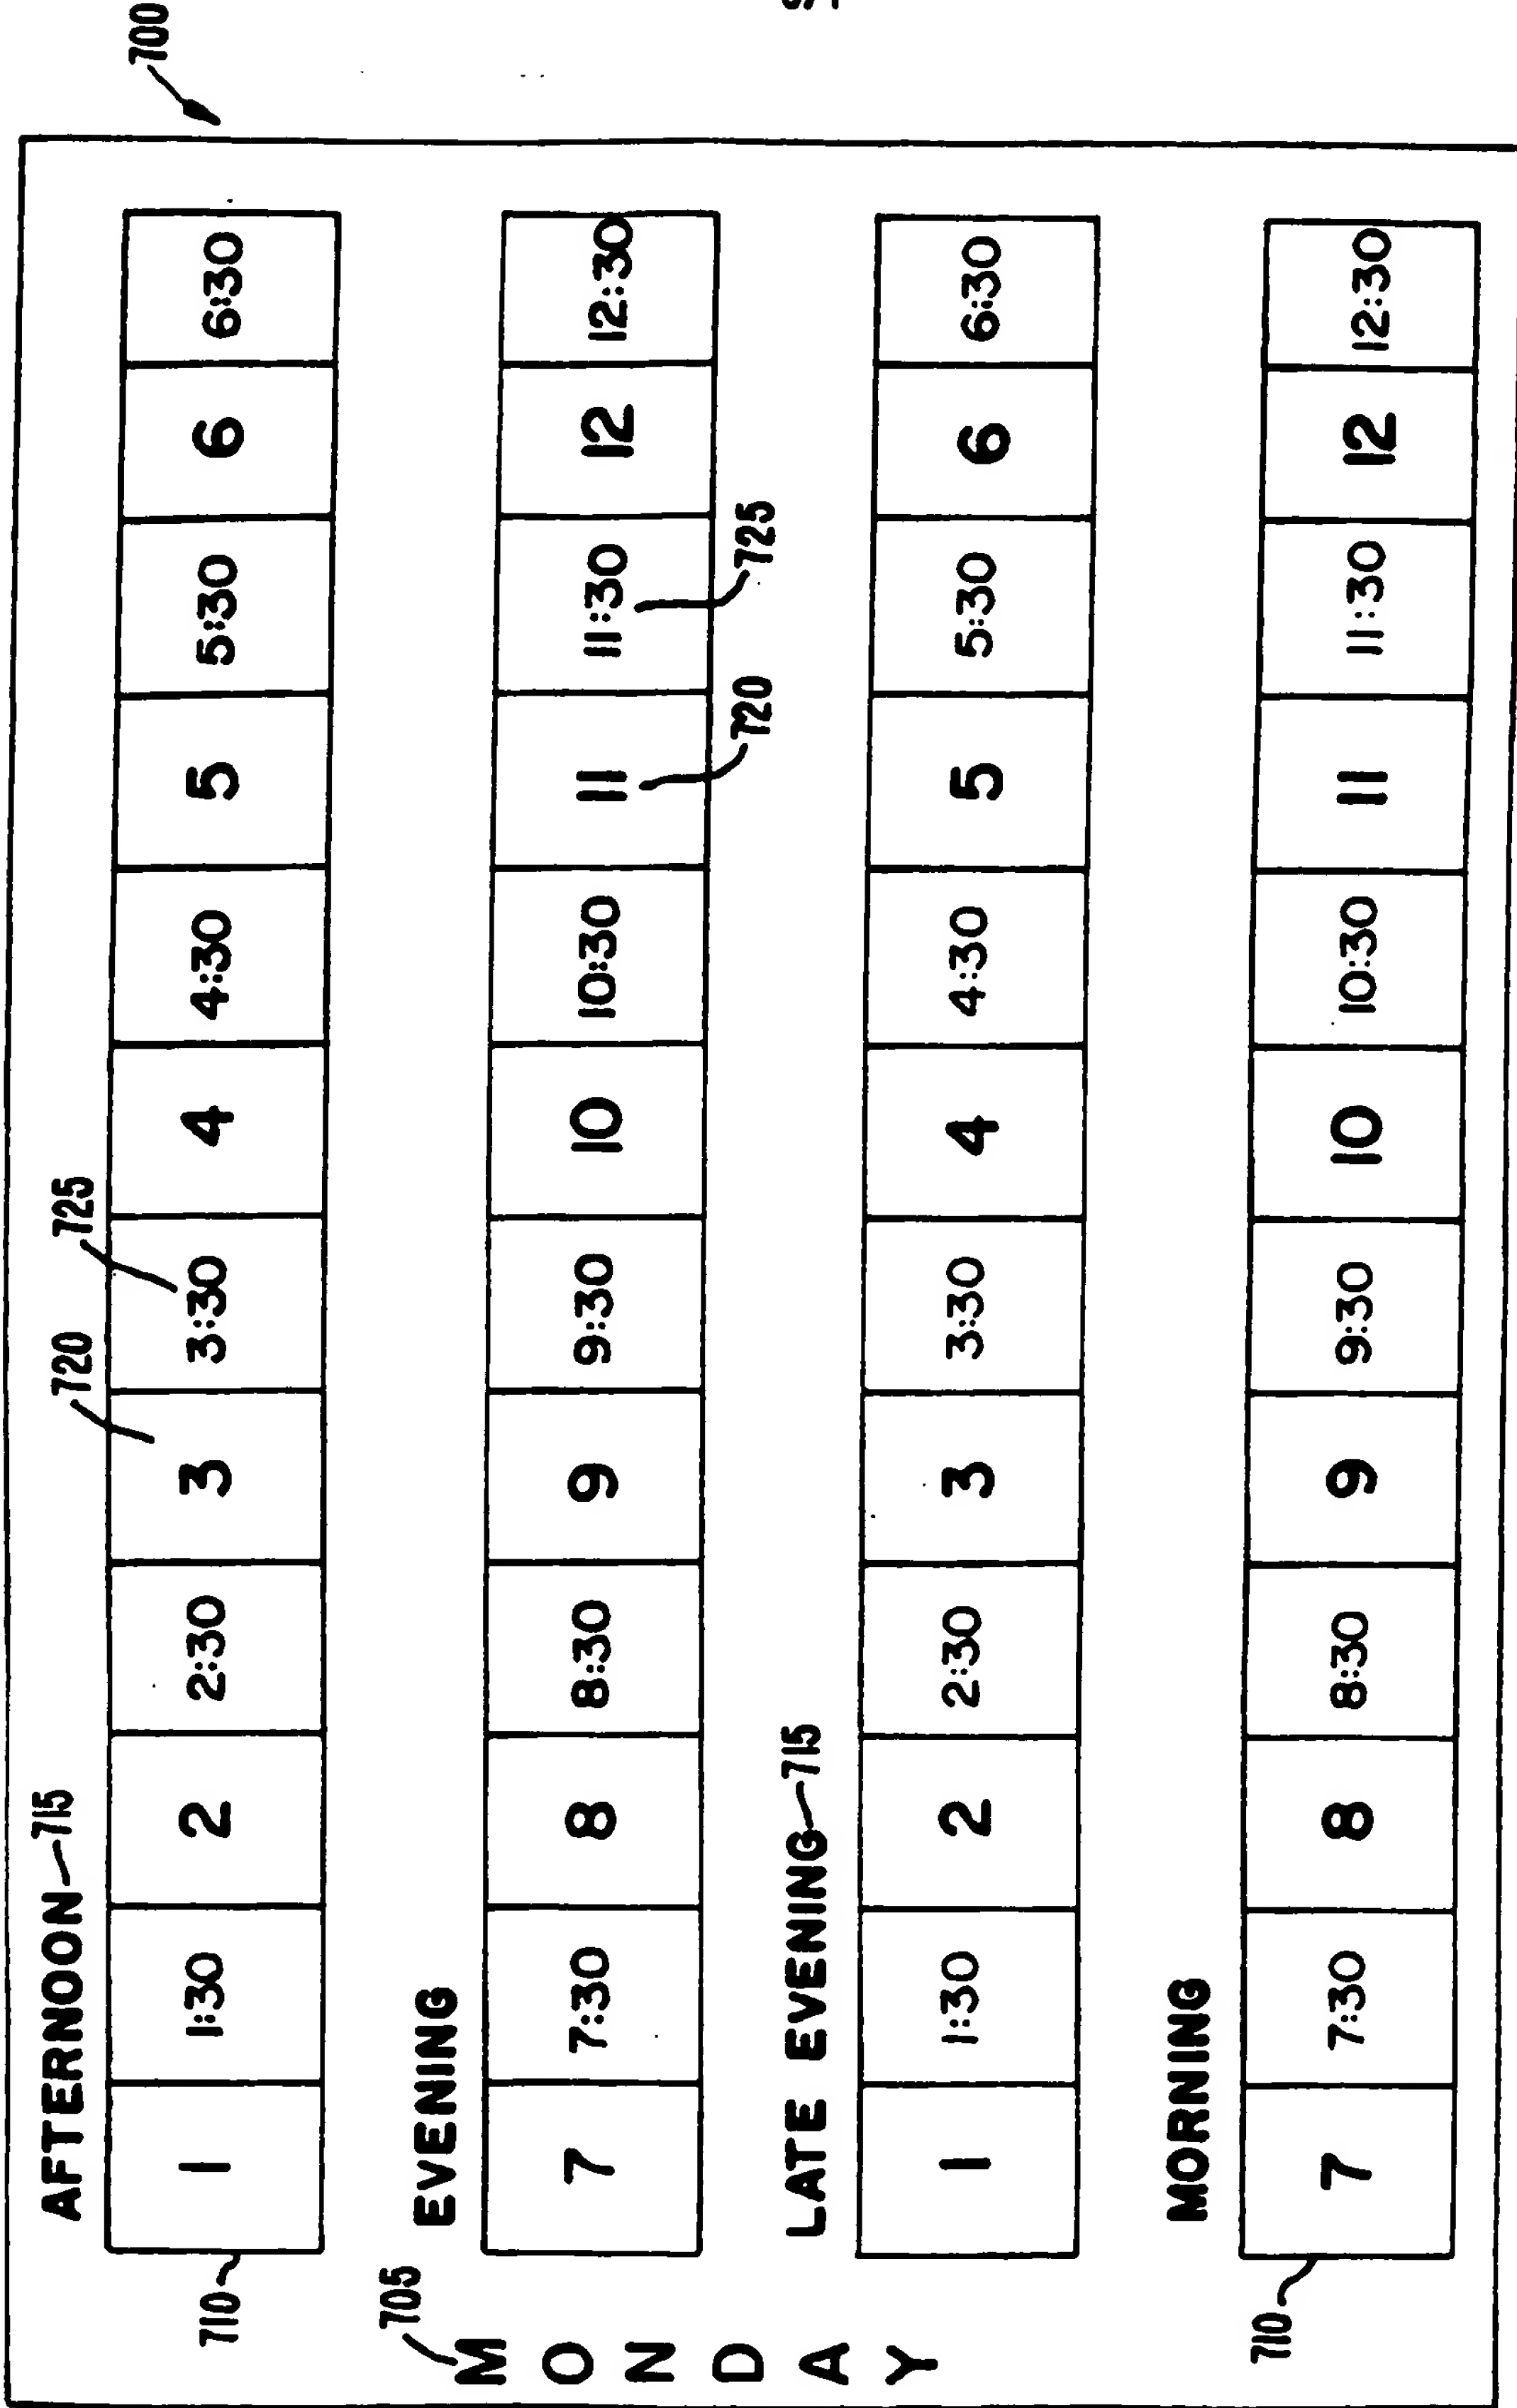 700
AFTERNOON 715
720 725
710 1 1:30 2 2:30 3 3:30 4 4:30 5 5:30 6 6:30
705
MONDAY
EVENING
7 7:30 8 8:30 9 9:30 10 10:30 11 11:30 12 12:30
720 725
LATE EVENING 715
1 1:30 2 2:30 3 3:30 4 4:30 5 5:30 6 6:30
MORNING
710 7 7:30 8 8:30 9 9:30 10 10:30 11 11:30 12 12:30